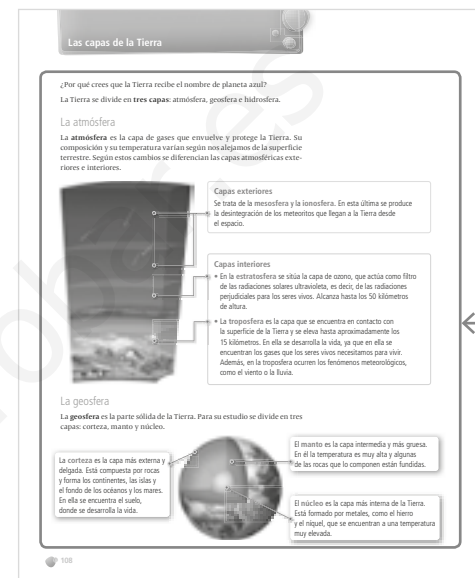 Las capas de la Tierra
¿Por qué crees que la Tierra recibe el nombre de planeta azul?
La Tierra se divide en tres capas: atmósfera, geosfera e hidrosfera.
La atmósfera
La atmósfera es la capa de gases que envuelve y protege la Tierra. Su
composición y su temperatura varían según nos alejamos de la superficie
terrestre. Según estos cambios se diferencian las capas atmosféricas exte-
riores e interiores.
Capas exteriores
Se trata de la mesosfera y la ionosfera. En esta última se produce
la desintegración de los meteoritos que llegan a la Tierra desde
el espacio.
Capas interiores
• En la estratosfera se sitúa la capa de ozono, que actúa como filtro
de las radiaciones solares ultravioleta, es decir, de las radiaciones
perjudiciales para los seres vivos. Alcanza hasta los 50 kilómetros
de altura.
• La troposfera es la capa que se encuentra en contacto con
la superficie de la Tierra y se eleva hasta aproximadamente los
15 kilómetros. En ella se desarrolla la vida, ya que en ella se
encuentran los gases que los seres vivos necesitamos para vivir.
Además, en la troposfera ocurren los fenómenos meteorológicos,
como el viento o la lluvia.
La geosfera
La geosfera es la parte sólida de la Tierra. Para su estudio se divide en tres
capas: corteza, manto y núcleo.
La corteza es la capa más externa y
delgada. Está compuesta por rocas
y forma los continentes, las islas y
el fondo de los océanos y los mares.
En ella se encuentra el suelo,
donde se desarrolla la vida.
El manto es la capa intermedia y más gruesa.
En él la temperatura es muy alta y algunas
de las rocas que lo componen están fundidas.
El núcleo es la capa más interna de la Tierra.
Está formado por metales, como el hierro
y el níquel, que se encuentran a una temperatura
muy elevada.
108